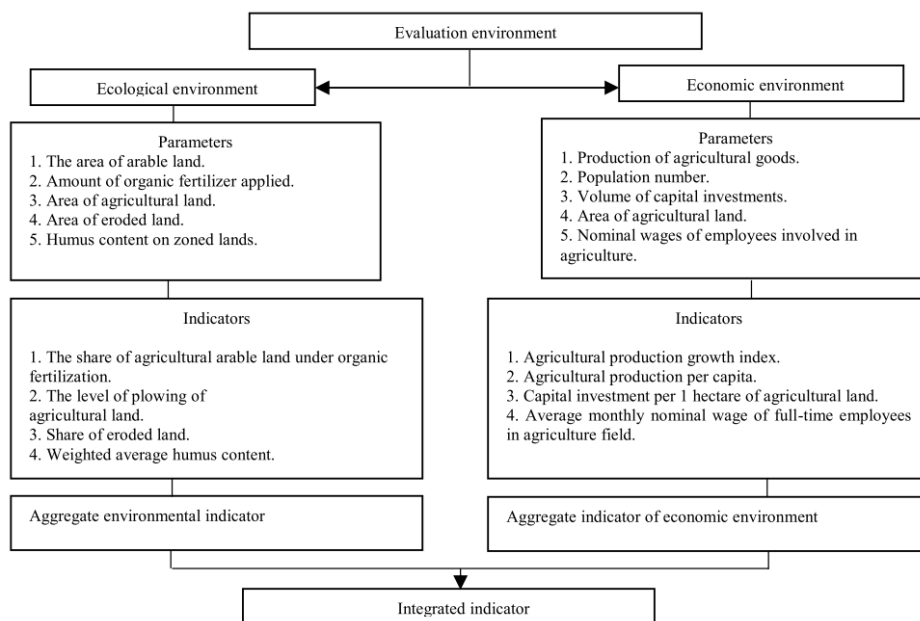 Evaluation environment
Ecological environment
Economic environment
Parameters
1. The area of arable land.
2. Amount of organic fertilizer applied.
3. Area of agricultural land.
4. Area of eroded land.
5. Humus content on zoned lands.
Parameters
1. Production of agricultural goods.
2. Population number.
3. Volume of capital investments.
4. Area of agricultural land.
5. Nominal wages of employees involved in
agriculture.
Indicators
1. The share of agricultural arable land under organic
fertilization.
2. The level of plowing of
agricultural land.
3. Share of eroded land.
4. Weighted average humus content.
Indicators
1. Agricultural production growth index.
2. Agricultural production per capita.
3. Capital investment per 1 hectare of agricultural land.
4. Average monthly nominal wage of full-time employees
in agriculture field.
Aggregate environmental indicator
Aggregate indicator of economic environment
Integrated indicator